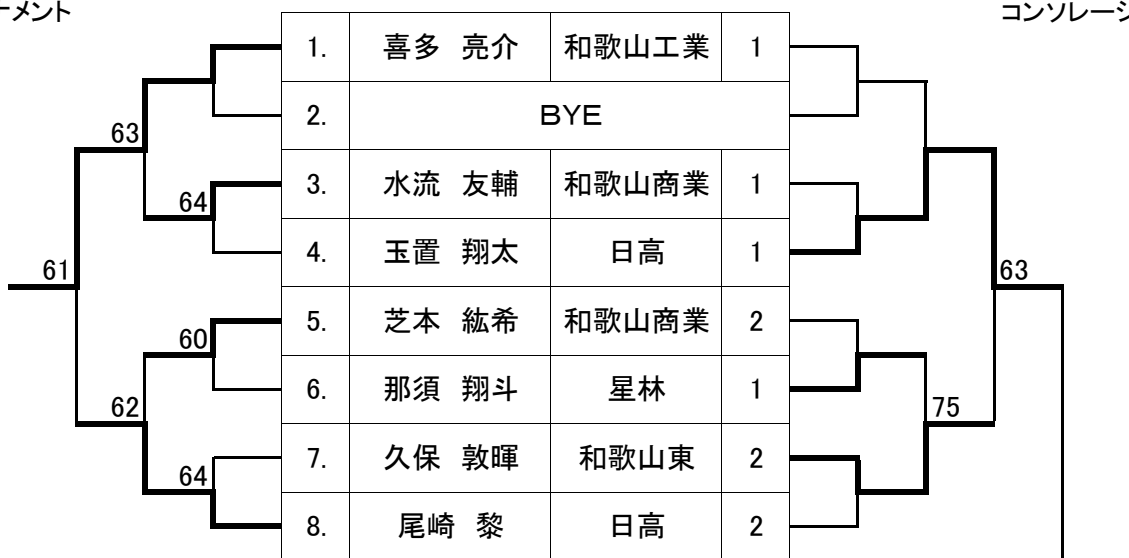 ナメント
コンソレーシ
1. 喜多 亮介 和歌山工業 1
2. BYE
3. 水流 友輔 和歌山商業 1
4. 玉置 翔太 日高 1
5. 芝本 紘希 和歌山商業 2
6. 那須 翔斗 星林 1
7. 久保 敦暉 和歌山東 2
8. 尾崎 黎 日高 2
63
64
61
60
62
64
63
75